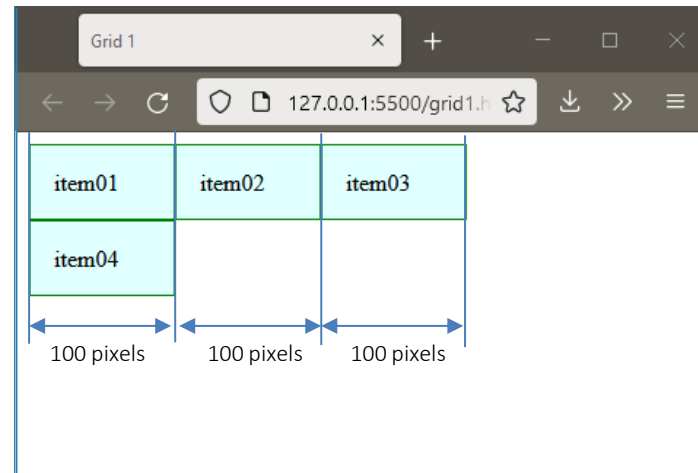 Grid 1
127.0.0.1:5500/grid1.h
item01 item02 item03
item04
100 pixels 100 pixels 100 pixels